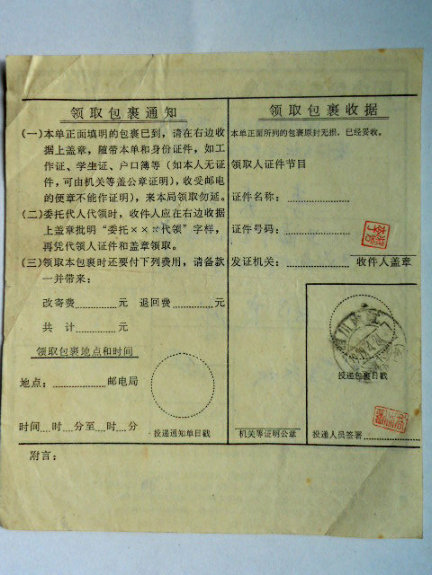 领取包裹通知
(一)本单正面填明的包裹已到，请在右边收
据上盖章，随带本单和身份证件，如工
作证、学生证、户口簿等（如本人无证
件，可由机关等盖公章证明），收受邮电
的便章不能作证明），来本局领取勿延。
(二)委托代人代领时，收件人应在右边收据
上盖章批明“委托×××代领”字样，
再凭代领人证件和盖章领取。
(三)领取本包裹时还要付下列费用，请备款
一并带来：
改寄费……元 退回费……元
共 计……元
领取包裹地点和时间
地点：……邮电局
时间……时……分至……时……分
投递通知单日戳
领取包裹收据
本单正面所列的包裹原封无损，已经妥收。
领取人证件节目
证件名称：
证件号码：
发证机关：
收件人盖章
投递包裹日戳
机关等证明公章
投递人员签署
附言：